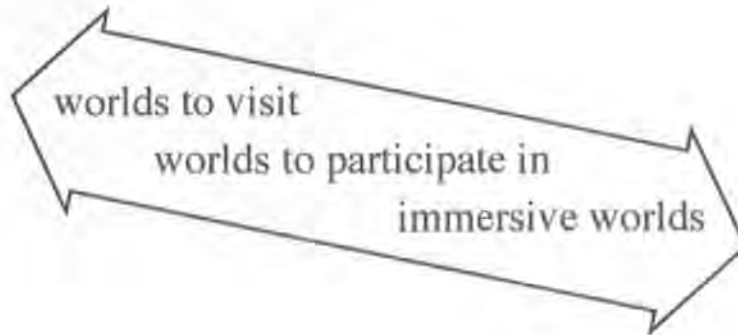 worlds to visit
worlds to participate in
immersive worlds